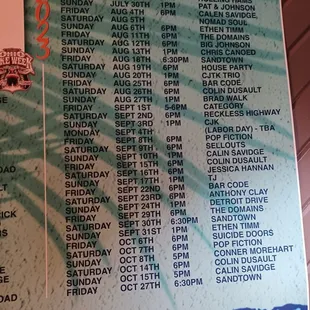 2023
OHIO
BIKE WEEK
SUNDAY JULY 30TH 1PM PAT & JOHNSON
FRIDAY AUG 4TH 6PM CALEN SAVIDGE,
SATURDAY AUG 5TH NOMAD SOUL
FRIDAY AUG 11TH 6PM ETHEN TIMM
SATURDAY AUG 12TH 6PM THE DOMAINS
SUNDAY AUG 13TH 1PM BIG JOHNSON
FRIDAY AUG 18TH 6:30PM CHRIS CANOED
SATURDAY AUG 19TH 6PM SANDTOWN
SUNDAY AUG 20TH 1PM HOUSE PARTY
FRIDAY AUG 25TH 6PM CJTK TRIO
SATURDAY AUG 26TH 6PM BAR CODE
SUNDAY AUG 27TH 1PM COLIN DUSAULT
FRIDAY SEPT 1ST 5-6PM BRAD WALK
SATURDAY SEPT 2ND 6PM CATEGORY
SUNDAY SEPT 3RD 1PM RECKLESS HIGHWAY
MONDAY SEPT 4TH CJK
FRIDAY SEPT 8TH 6PM (LABOR DAY) - TBA
SATURDAY SEPT 9TH 6PM POP FICTION
SUNDAY SEPT 10TH 1PM SELLOUTS
FRIDAY SEPT 15TH 6PM CALIN SAVIDGE
SATURDAY SEPT 16TH 6PM COLIN DUSAULT
SUNDAY SEPT 17TH 1PM JESSICA HANNAN
FRIDAY SEPT 22ND 6PM TJ
SATURDAY SEPT 23RD 6PM BAR CODE
SUNDAY SEPT 24TH 1PM ANTHONY CLAY
FRIDAY SEPT 29TH 6PM DETROIT DRIVE
SATURDAY SEPT 30TH 6:30PM THE DOMAINS
SUNDAY SEPT 31ST 1PM SANDTOWN
FRIDAY OCT 6TH 6PM ETHEN TIMM
SATURDAY OCT 7TH 6PM SUICIDE DOORS
SUNDAY OCT 8TH 1PM POP FICTION
SATURDAY OCT 14TH 5PM CONNER MOREHART
SUNDAY OCT 15TH 5PM COLIN DUSAULT
FRIDAY OCT 27TH 6:30PM CALIN SAVIDGE
SANDTOWN